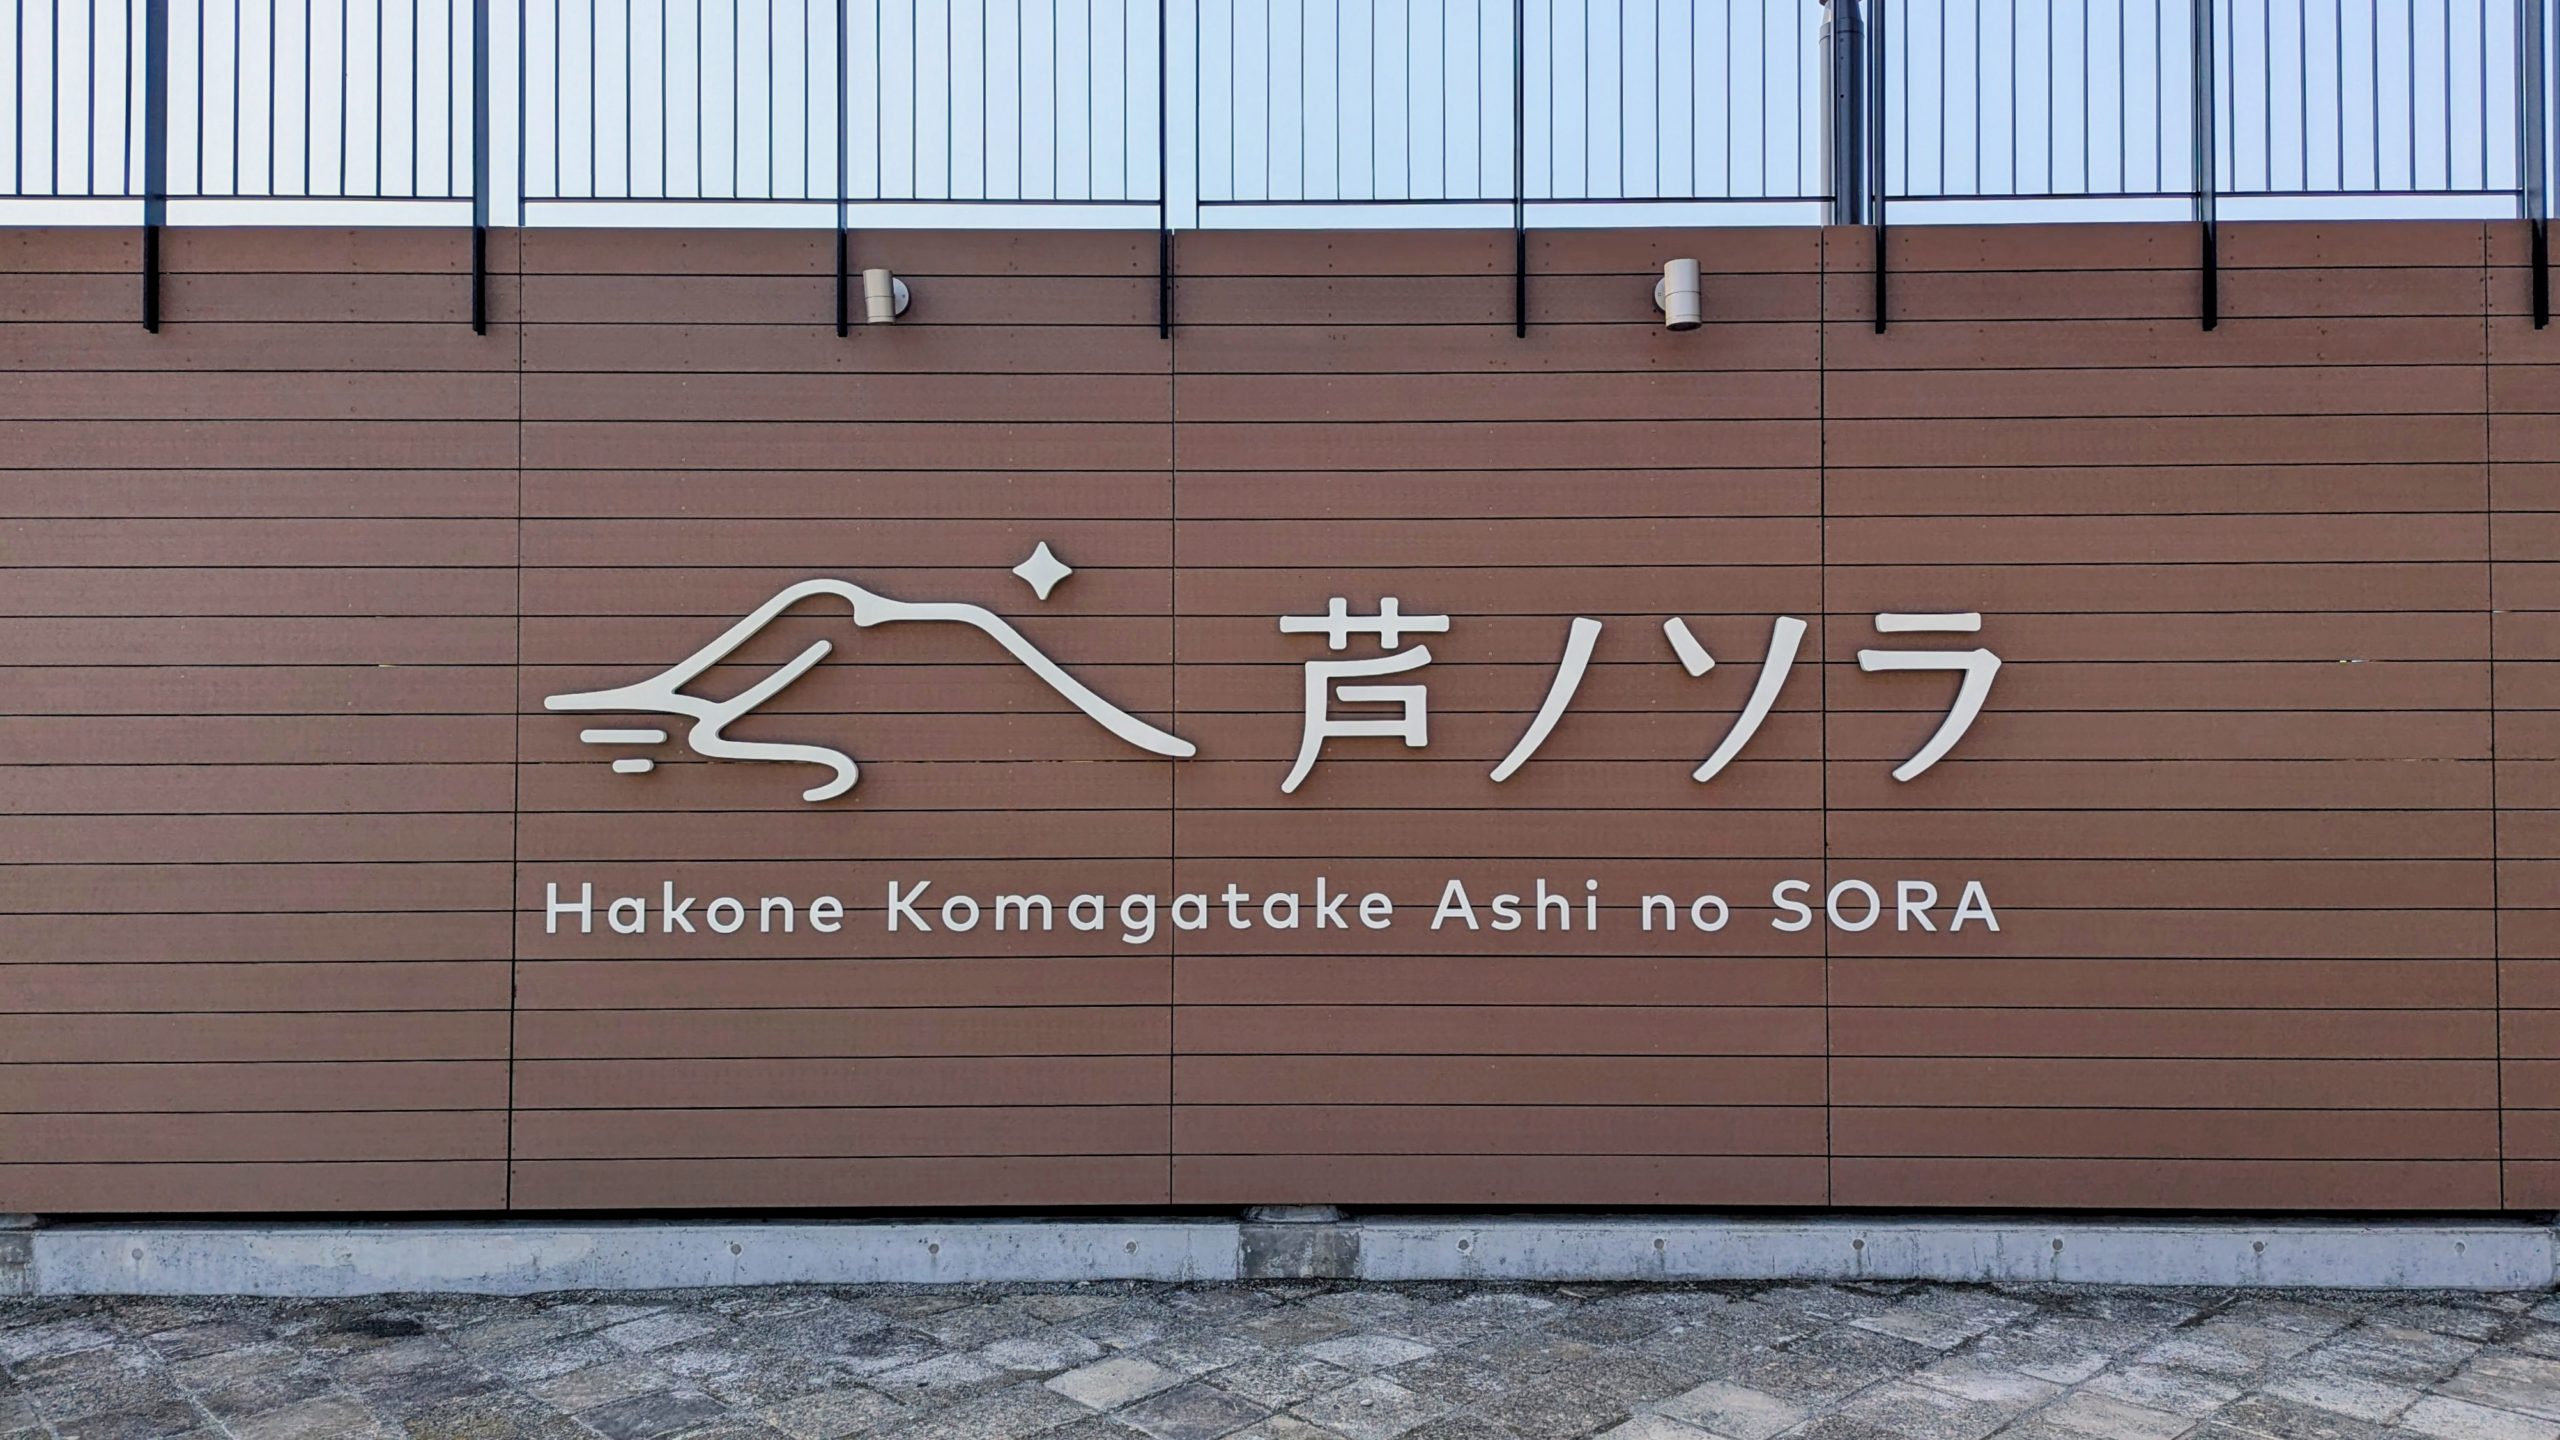 芦ノソラ
Hakone Komagatake Ashi no SORA